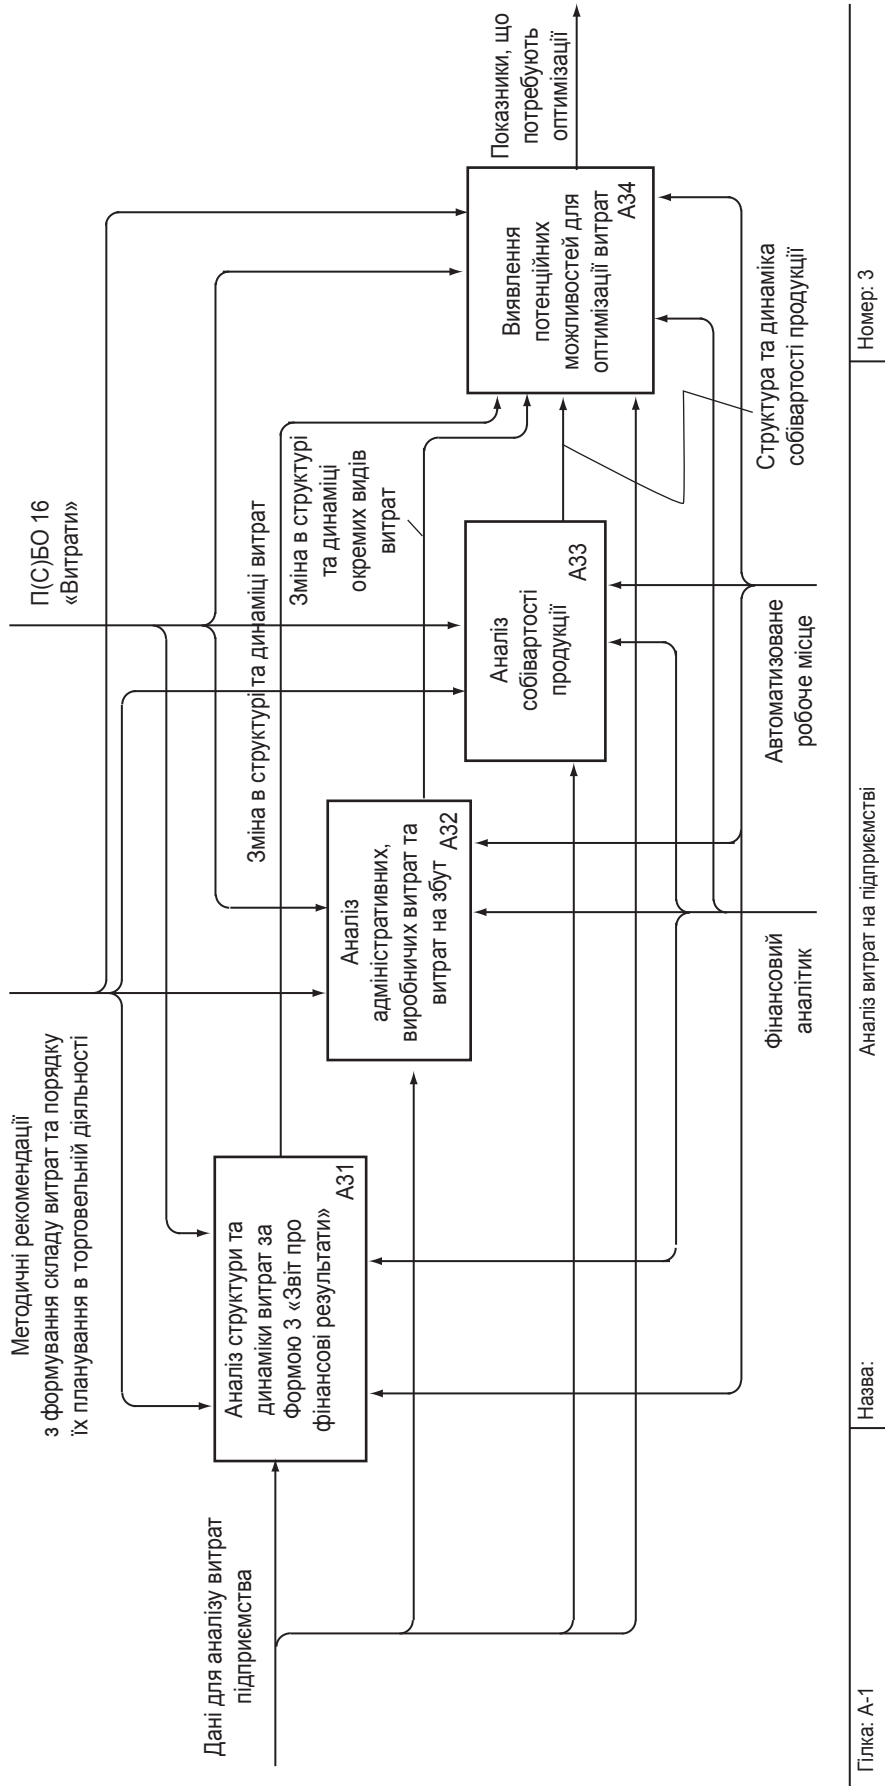 Методичні рекомендації
з формування складу витрат та порядку
їх планування в торговельній діяльності
П(С)БО 16
«Витрати»
Дані для аналізу витрат
підприємства
Аналіз структури та
динаміки витрат за
Формою 3 «Звіт про
фінансові результати»
А31
Зміна в структурі та динаміці витрат
Аналіз
адміністративних,
виробничих витрат та
витрат на збут
А32
Зміна в структурі
та динаміці
окремих видів
витрат
Аналіз
собівартості
продукції
А33
Виявлення
потенційних
можливостей для
оптимізації витрат
А34
Показники, що
потребують
оптимізації
Структура та динаміка
собівартості продукції
Фінансовий
аналітик
Автоматизоване
робоче місце
Гілка: А-1
Назва:
Аналіз витрат на підприємстві
Номер: 3